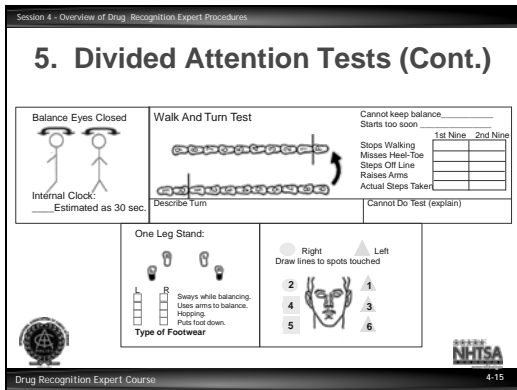 Session 4 - Overview of Drug Recognition Expert Procedures
5. Divided Attention Tests (Cont.)
Balance Eyes Closed
Internal Clock:
____Estimated as 30 sec.
Walk And Turn Test
Describe Turn
Cannot keep balance___________
Starts too soon ________________
1st Nine 2nd Nine
Stops Walking
Misses Heel-Toe
Steps Off Line
Raises Arms
Actual Steps Taken
Cannot Do Test (explain)
One Leg Stand:
L R
Sways while balancing.
Uses arms to balance.
Hopping.
Puts foot down.
Type of Footwear
Right Left
Draw lines to spots touched
2 1
4 3
5 6
NHTSA
Drug Recognition Expert Course
4-15